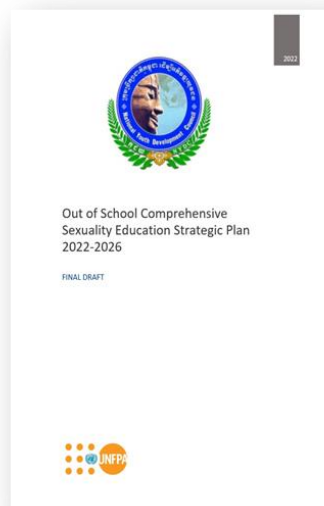 2022
National Youth Development Council
Out of School Comprehensive
Sexuality Education Strategic Plan
2022-2026
FINAL DRAFT
UNFPA